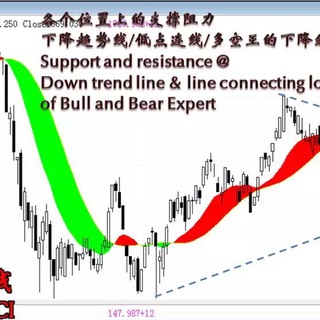 .250 Close
各个位置上的支撑阻力
下降趋势线/低点连线/多空王的下降
Support and resistance @
Down trend line & line connecting lo
of Bull and Bear Expert
CI
147.987+12